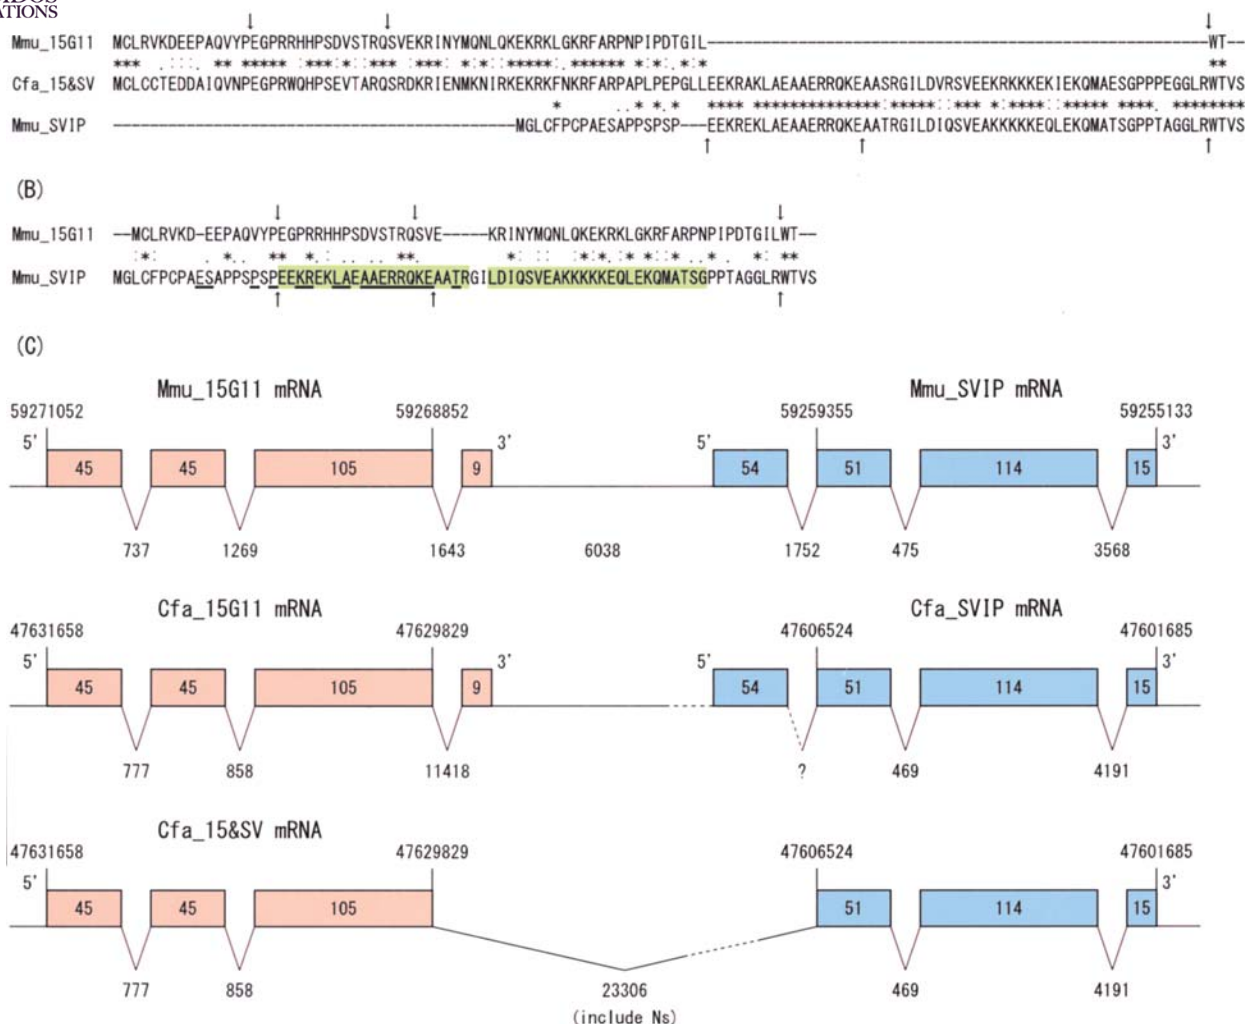 ATIONS
Mmu_15G11 MCLRVKDEEPAQVYPEGPRRHHPSDVSTRQSVEKRINYMQNLQKEKRKLGKRFARPNPIPDTGIL------------------------------------------------------WT--
Cfa_15&SV MCLCCTEDDAIQVNPEGPRWQHPSEVTARQSRDKRIENMKNIRKEKRKFNKRFARPAPLPEPGLLEEKRAKLAEAAERRQKEAASRGILDVRSVEEKRKKKEKIEKQMAESGPPPEGGLRWTVS
Mmu_SVIP --------------------------------------------MGLCFPCPAESAPPSPSP---EEKREKLAEAAERRQKEAATRGILDIQSVEAKKKKKEQLEKQMATSGPPTAGGLRWTVS
(B)
Mmu_15G11 --MCLRVKD-EEPAQVYPEGPRRHHPSDVSTRQSVE-----KRINYMQNLQKEKRKLGKRFARPNPIPDTGILWT--
Mmu_SVIP MGLCFPCPAESAPPSPSPEEKREKLAEAAERRQKEAATRGILDIQSVEAKKKKKEQLEKQMATSGPPTAGGLRWTVS
(C)
Mmu_15G11 mRNA Mmu_SVIP mRNA
59271052 59268852 59259355 59255133
5' 3' 5' 3'
45 45 105 9 54 51 114 15
737 1269 1643 6038 1752 475 3568
Cfa_15G11 mRNA Cfa_SVIP mRNA
47631658 47629829 47606524 47601685
5' 3' 5' 3'
45 45 105 9 54 51 114 15
777 858 11418 ? 469 4191
Cfa_15&SV mRNA
47631658 47629829 47606524 47601685
5' 3'
45 45 105 51 114 15
777 858 23306 469 4191
(include Ns)